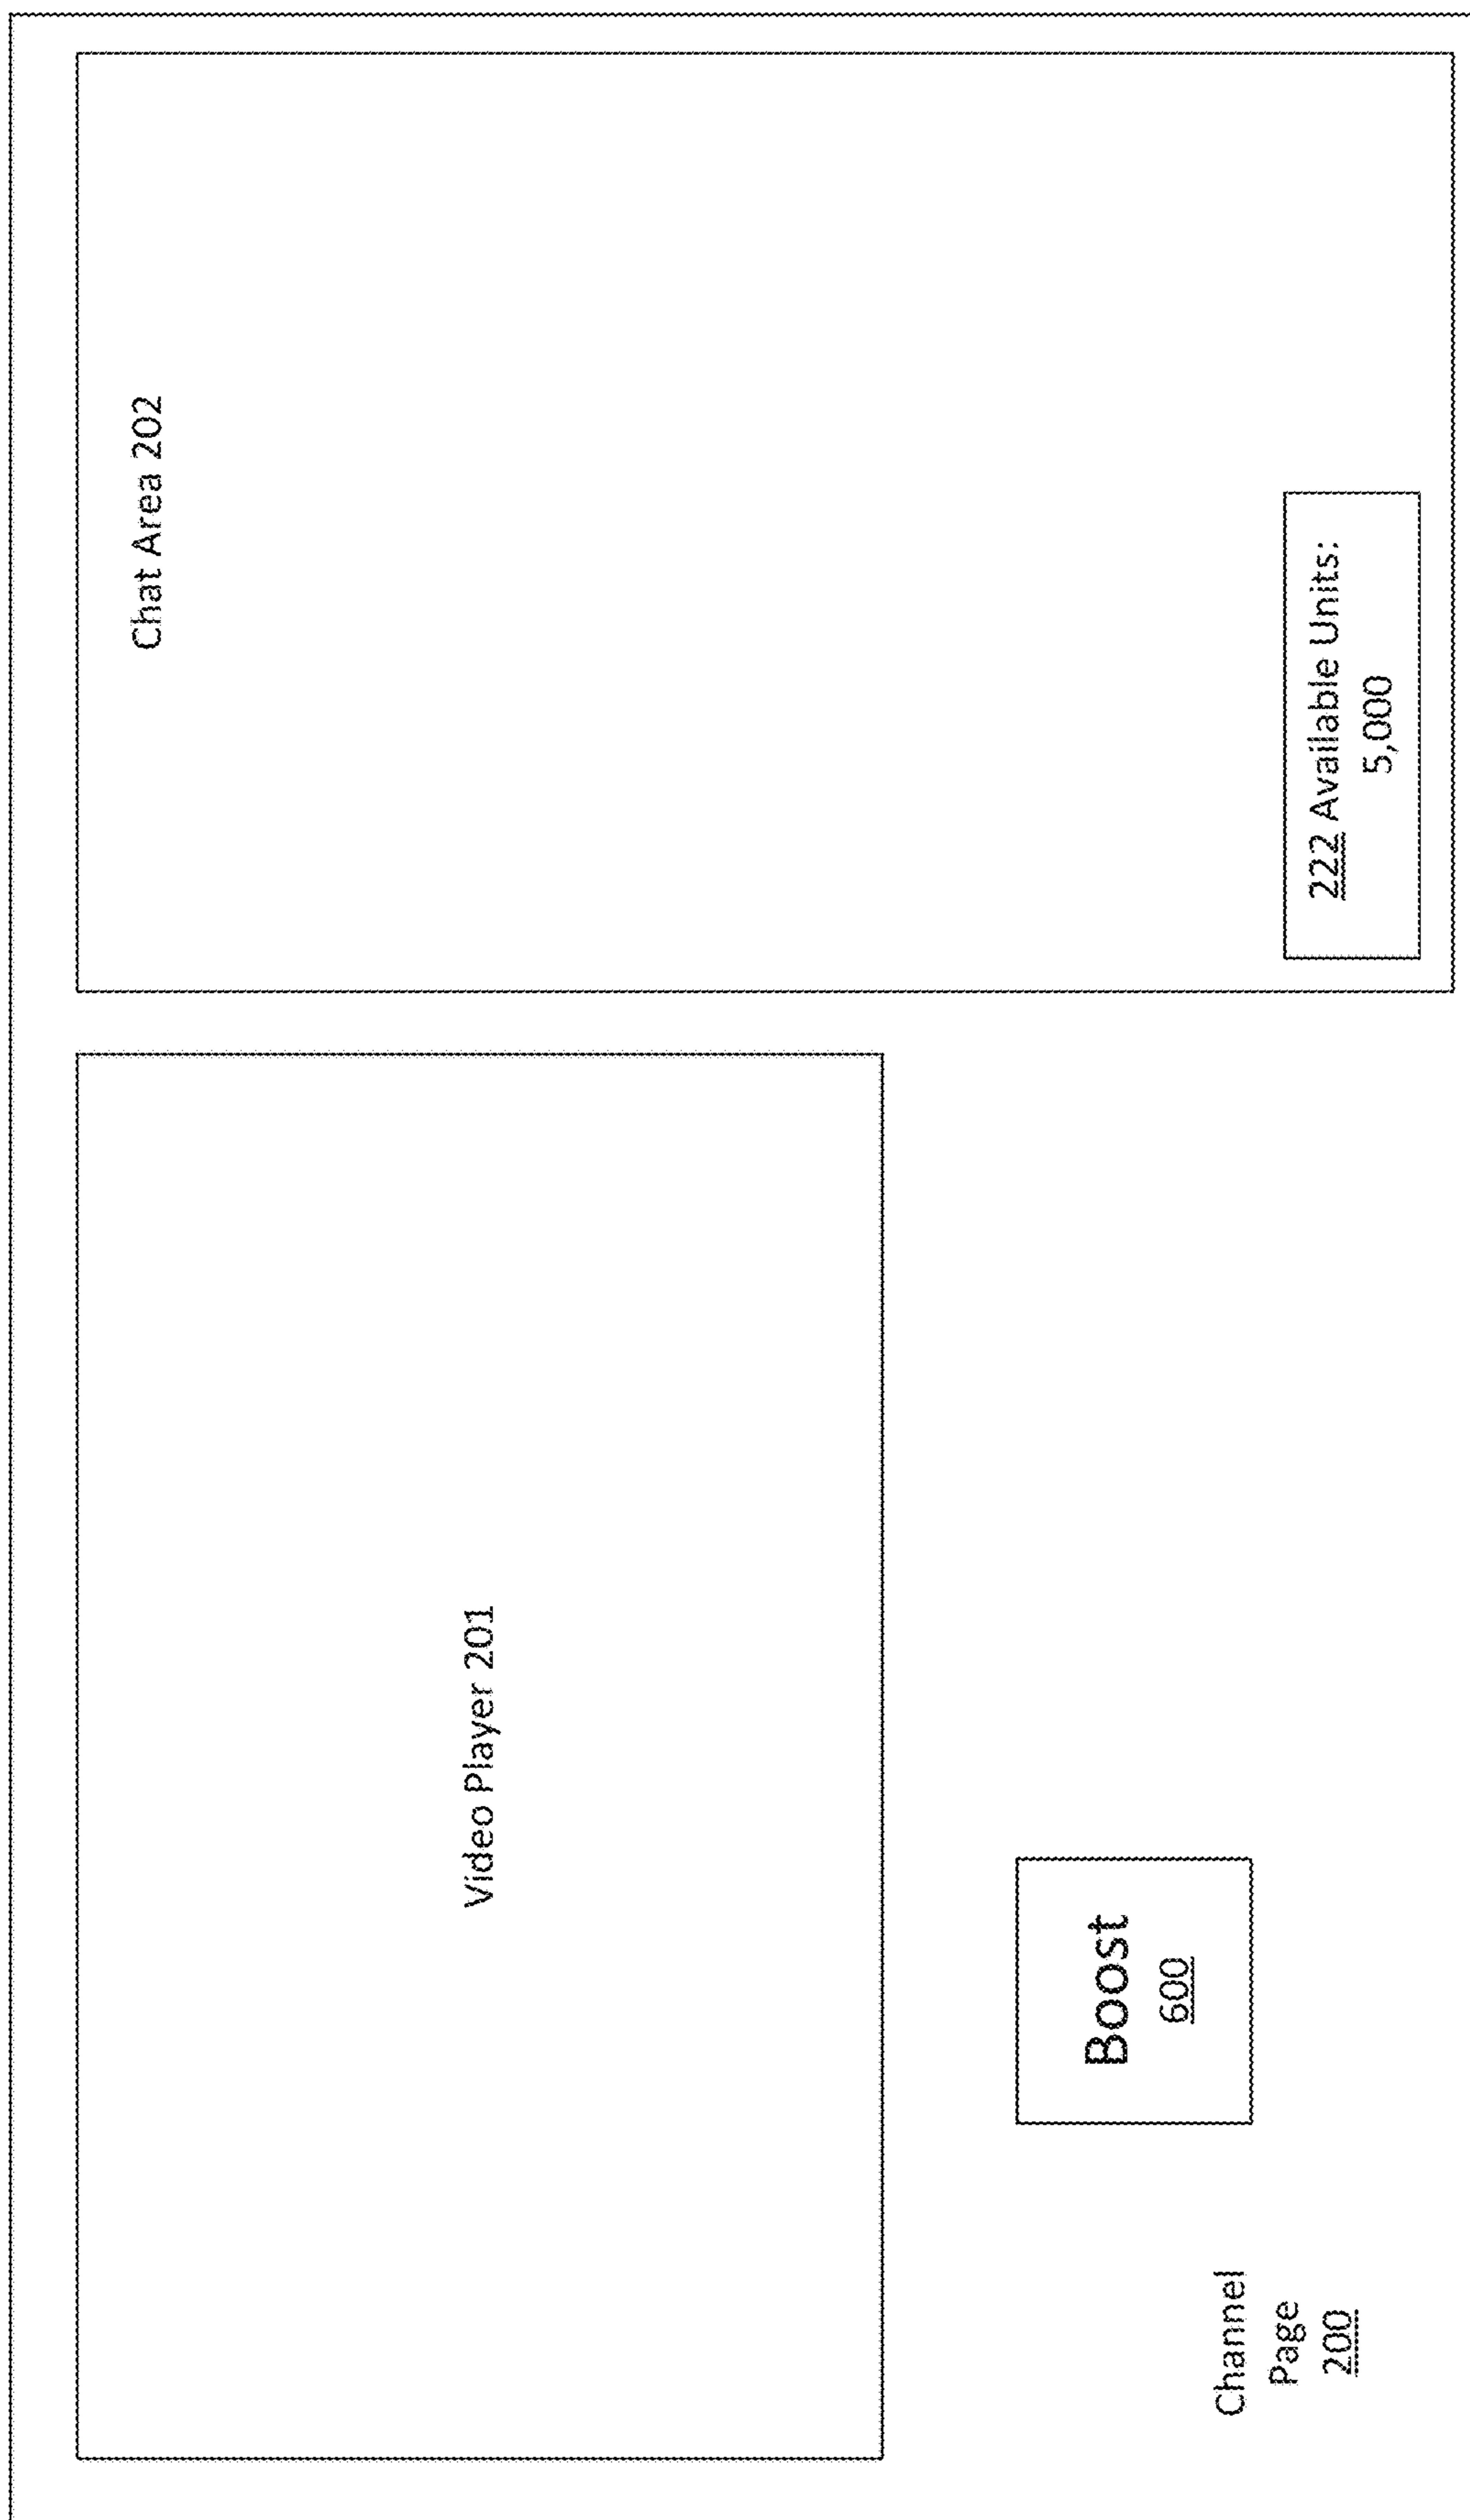 Chat Area 202
Video Player 201
222 Available Units:
5,000
Boost
600
Channel
Page
200